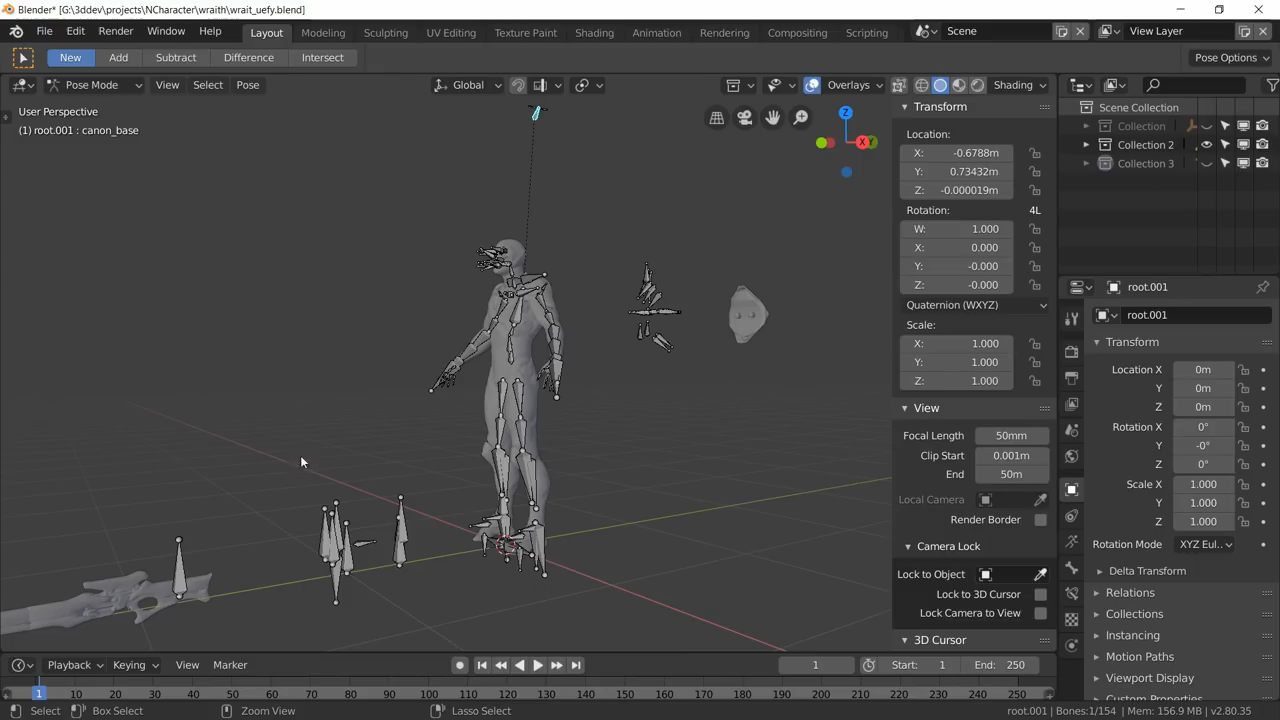 Blender* [G:\3ddev\projects\NCharacter\wraith\wrait_uefy.blend]
File Edit Render Window Help Layout Modeling Sculpting UV Editing Texture Paint Shading Animation Rendering Compositing Scripting Scene View Layer
New Add Subtract Difference Intersect Pose Options
Pose Mode View Select Pose Global Overlays Shading
User Perspective
(1) root.001 : canon_base
Z
X
Y
Transform
Location:
X: -0.6788m
Y: 0.73432m
Z: -0.000019m
Rotation: 4L
W: 1.000
X: 0.000
Y: -0.000
Z: -0.000
Quaternion (WXYZ)
Scale:
X: 1.000
Y: 1.000
Z: 1.000
View
Focal Length 50mm
Clip Start 0.001m
End 50m
Local Camera
Render Border
Camera Lock
Lock to Object
Lock to 3D Cursor
Lock Camera to View
3D Cursor
Scene Collection
Collection
Collection 2
Collection 3
root.001
root.001
Transform
Location X 0m
Y 0m
Z 0m
Rotation X 0°
Y -0°
Z 0°
Scale X 1.000
Y 1.000
Z 1.000
Rotation Mode XYZ Eul..
Delta Transform
Relations
Collections
Instancing
Motion Paths
Viewport Display
Custom Properties
Playback Keying View Marker 1 Start: 1 End: 250
1 10 20 30 40 50 60 70 80 90 100 110 120 130 140 150 160 170 180 190 200 210 220 230 240 250
Select Box Select Zoom View Lasso Select root.001 | Bones:1/154 | Mem: 156.9 MB | v2.80.35